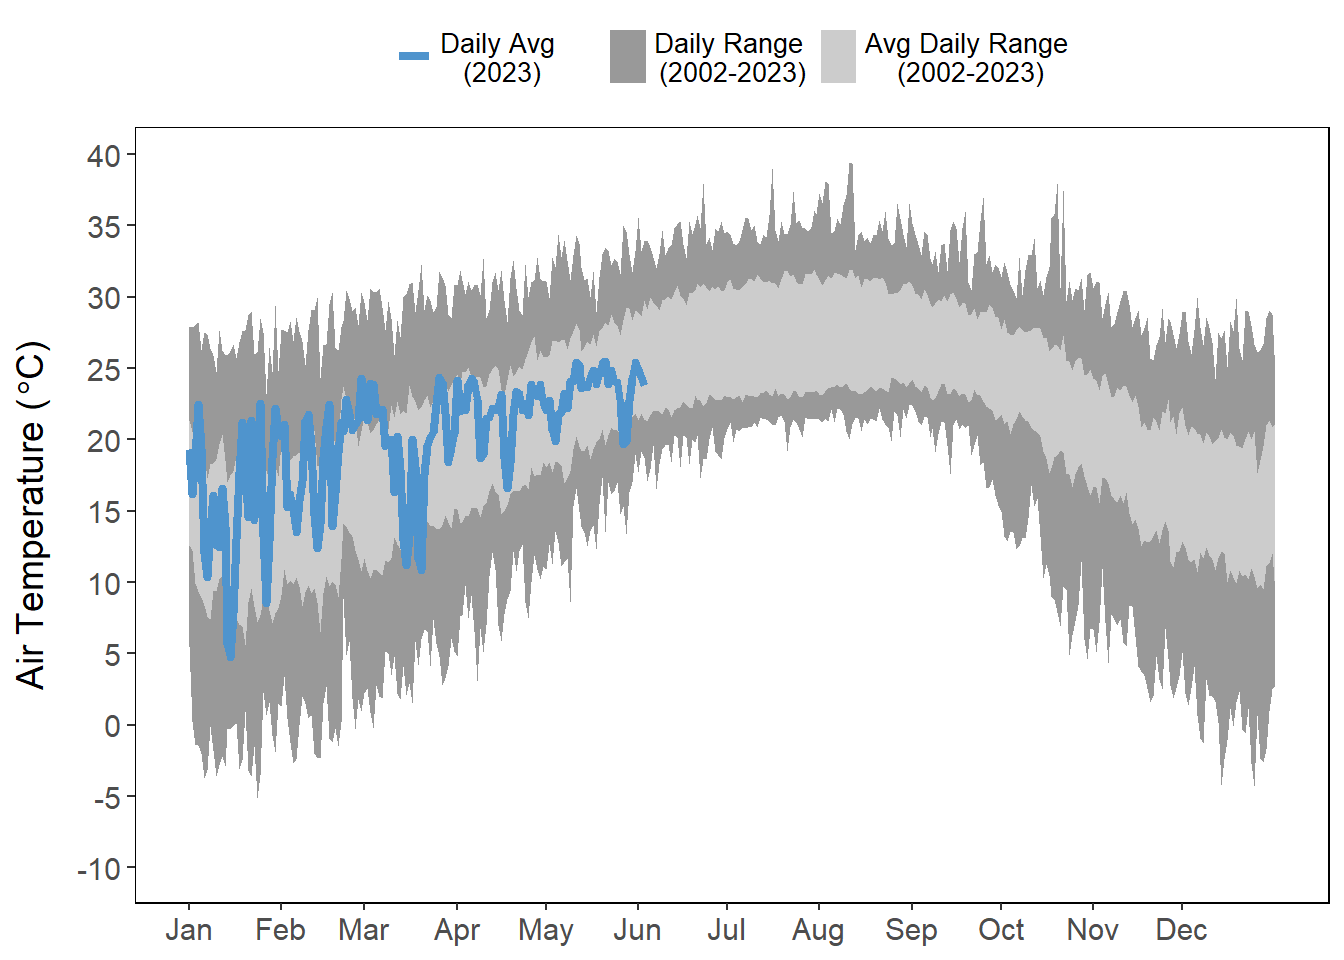 Daily Avg
(2023)
Daily Range
(2002-2023)
Avg Daily Range
(2002-2023)
Air Temperature (°C)
40
35
30
25
20
15
10
5
0
-5
-10
Jan Feb Mar Apr May Jun Jul Aug Sep Oct Nov Dec